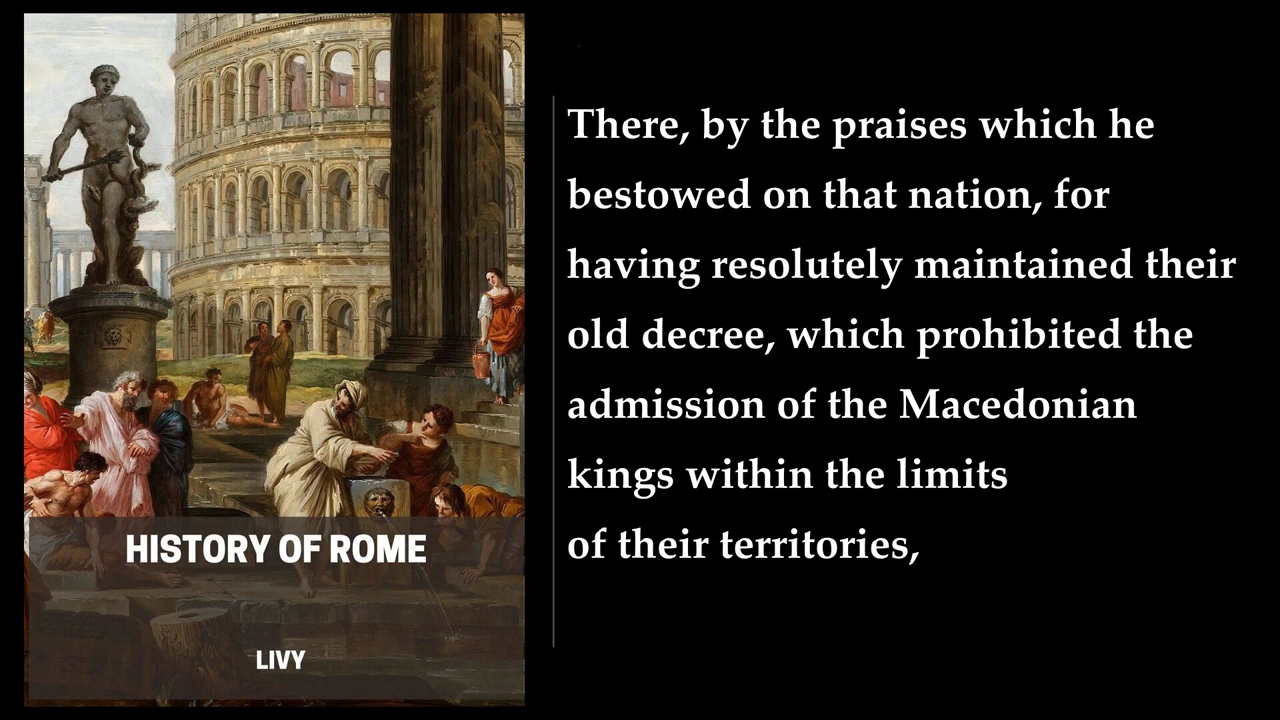 HISTORY OF ROME
LIVY
There, by the praises which he
bestowed on that nation, for
having resolutely maintained their
old decree, which prohibited the
admission of the Macedonian
kings within the limits
of their territories,